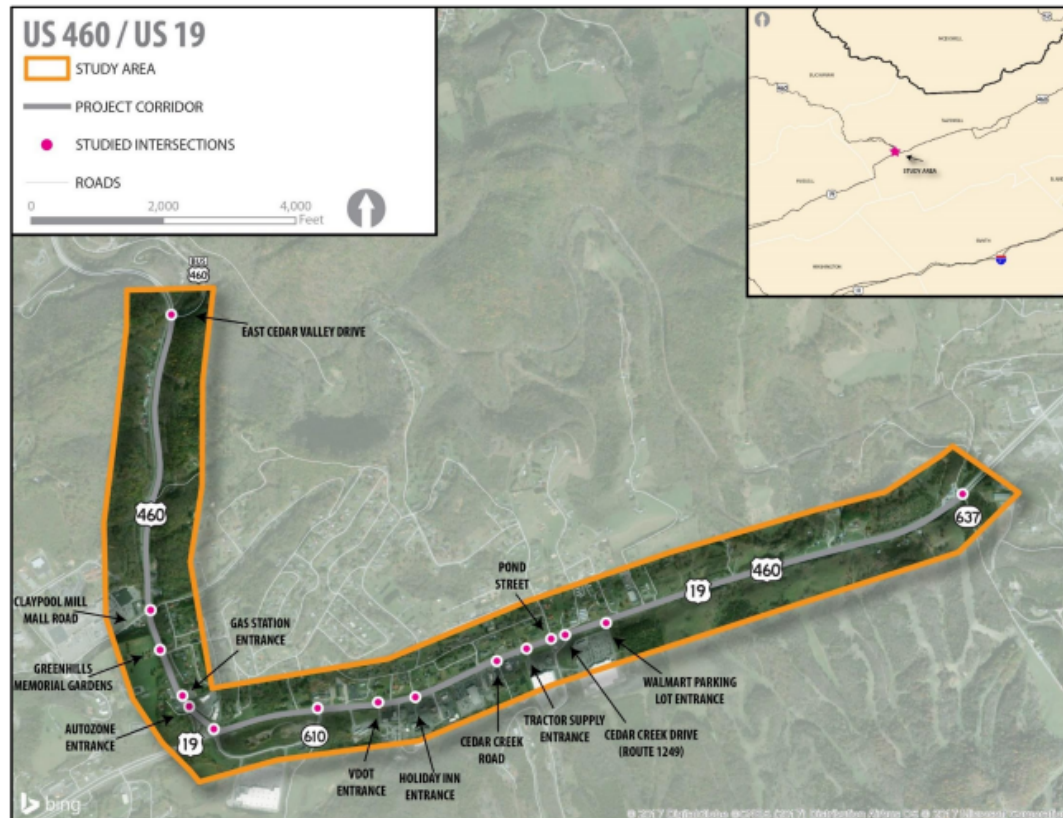 US 460 / US 19
STUDY AREA
PROJECT CORRIDOR
STUDIED INTERSECTIONS
ROADS
0 2,000 4,000
Feet
STUDY AREA
BUS
460
EAST CEDAR VALLEY DRIVE
460
637
POND
STREET
460
19
CLAYPOOL MILL
MALL ROAD
GAS STATION
ENTRANCE
GREENHILLS
MEMORIAL GARDENS
WALMART PARKING
LOT ENTRANCE
AUTOZONE
ENTRANCE
19
610
TRACTOR SUPPLY
ENTRANCE
CEDAR CREEK DRIVE
(ROUTE 1249)
CEDAR CREEK
ROAD
VDOT
ENTRANCE
HOLIDAY INN
ENTRANCE
bing